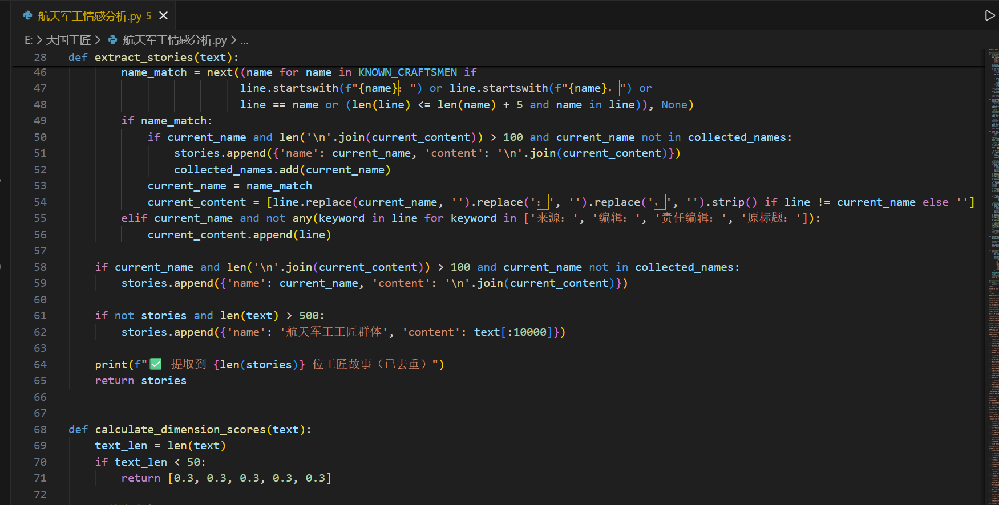 航天军工情感分析.py 5
E: > 大国工匠 > 航天军工情感分析.py > ...
28 def extract_stories(text):
46 name_match = next((name for name in KNOWN_CRAFTSMEN if
47 line.startswith(f"{name}：") or line.startswith(f"{name}，") or
48 line == name or (len(line) <= len(name) + 5 and name in line)), None)
49 if name_match:
50 if current_name and len('\n'.join(current_content)) > 100 and current_name not in collected_names:
51 stories.append({'name': current_name, 'content': '\n'.join(current_content)})
52 collected_names.add(current_name)
53 current_name = name_match
54 current_content = [line.replace(current_name, '').replace('：', '').replace('，', '').strip() if line != current_name else '']
55 elif current_name and not any(keyword in line for keyword in ['来源：', '编辑：', '责任编辑：', '原标题：']):
56 current_content.append(line)
57
58 if current_name and len('\n'.join(current_content)) > 100 and current_name not in collected_names:
59 stories.append({'name': current_name, 'content': '\n'.join(current_content)})
60
61 if not stories and len(text) > 500:
62 stories.append({'name': '航天军工工匠群体', 'content': text[:10000]})
63
64 print(f"✅ 提取到 {len(stories)} 位工匠故事（已去重）")
65 return stories
66
67
68 def calculate_dimension_scores(text):
69 text_len = len(text)
70 if text_len < 50:
71 return [0.3, 0.3, 0.3, 0.3, 0.3]
72